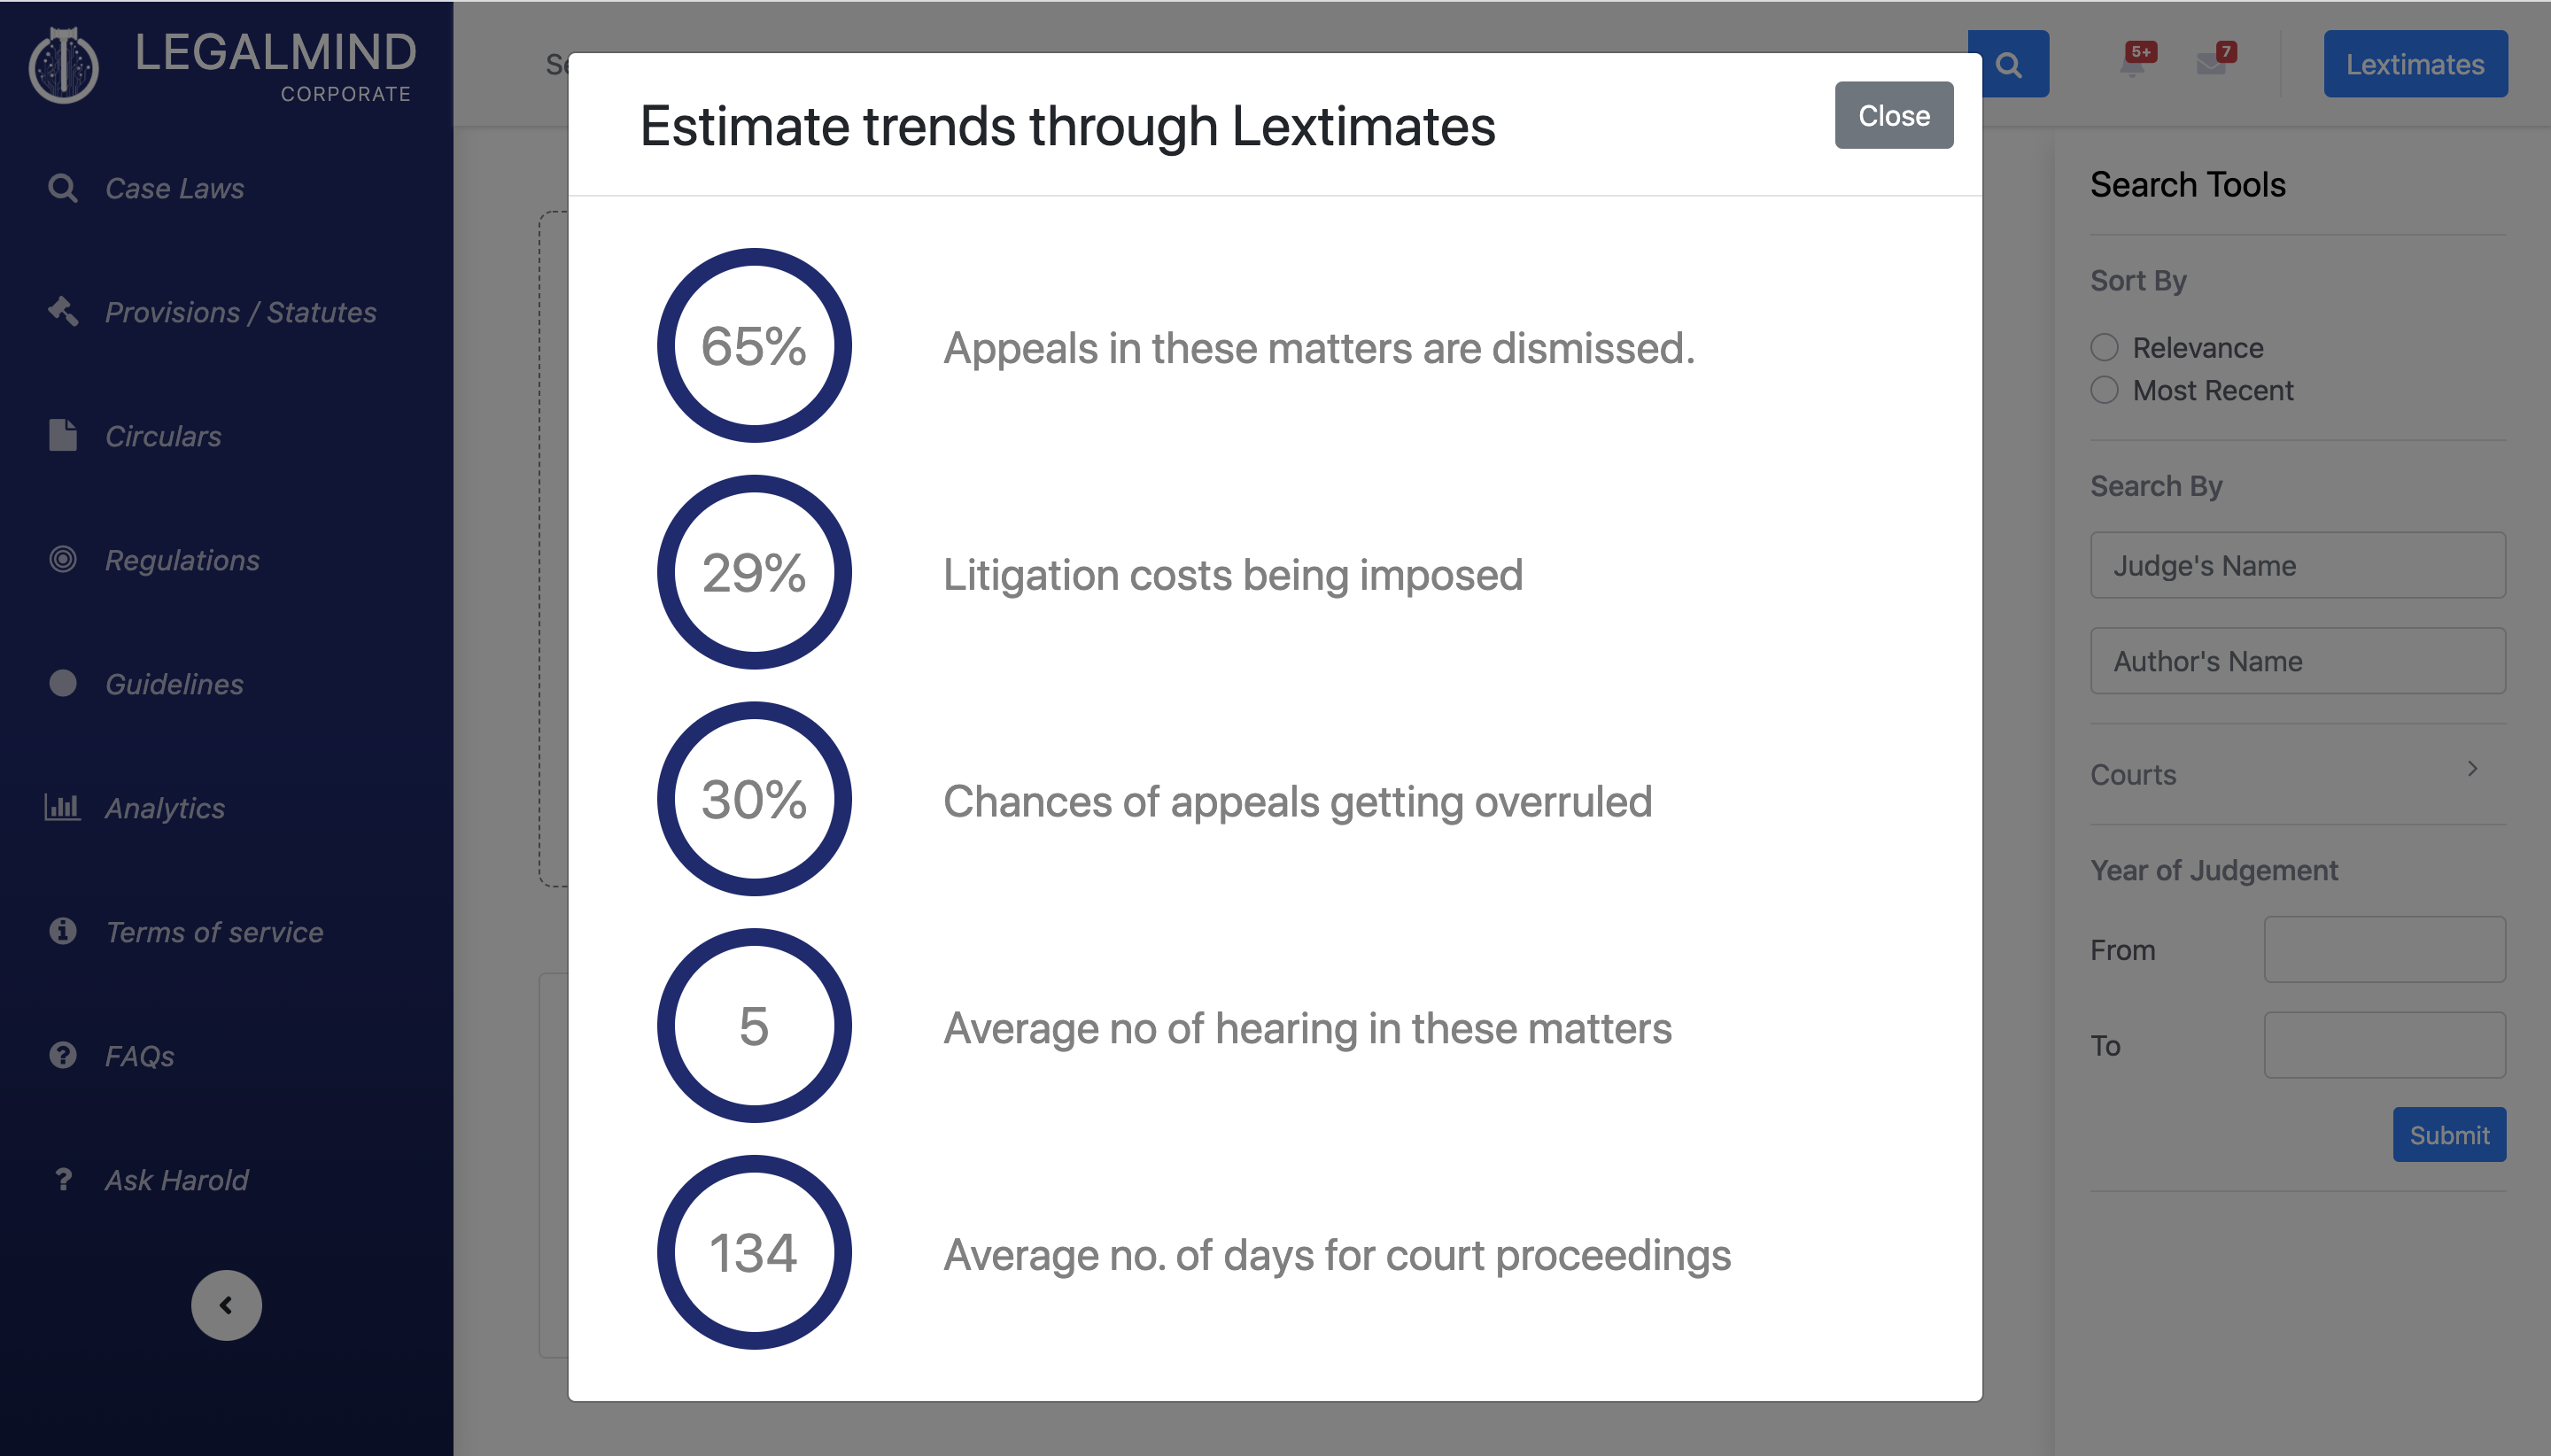 LEGALMIND
CORPORATE
Case Laws
Provisions / Statutes
Circulars
Regulations
Guidelines
Analytics
Terms of service
FAQs
Ask Harold
5+
7
Lextimates
Estimate trends through Lextimates
Close
65%
Appeals in these matters are dismissed.
29%
Litigation costs being imposed
30%
Chances of appeals getting overruled
5
Average no of hearing in these matters
134
Average no. of days for court proceedings
Search Tools
Sort By
Relevance
Most Recent
Search By
Judge's Name
Author's Name
Courts
Year of Judgement
From
To
Submit